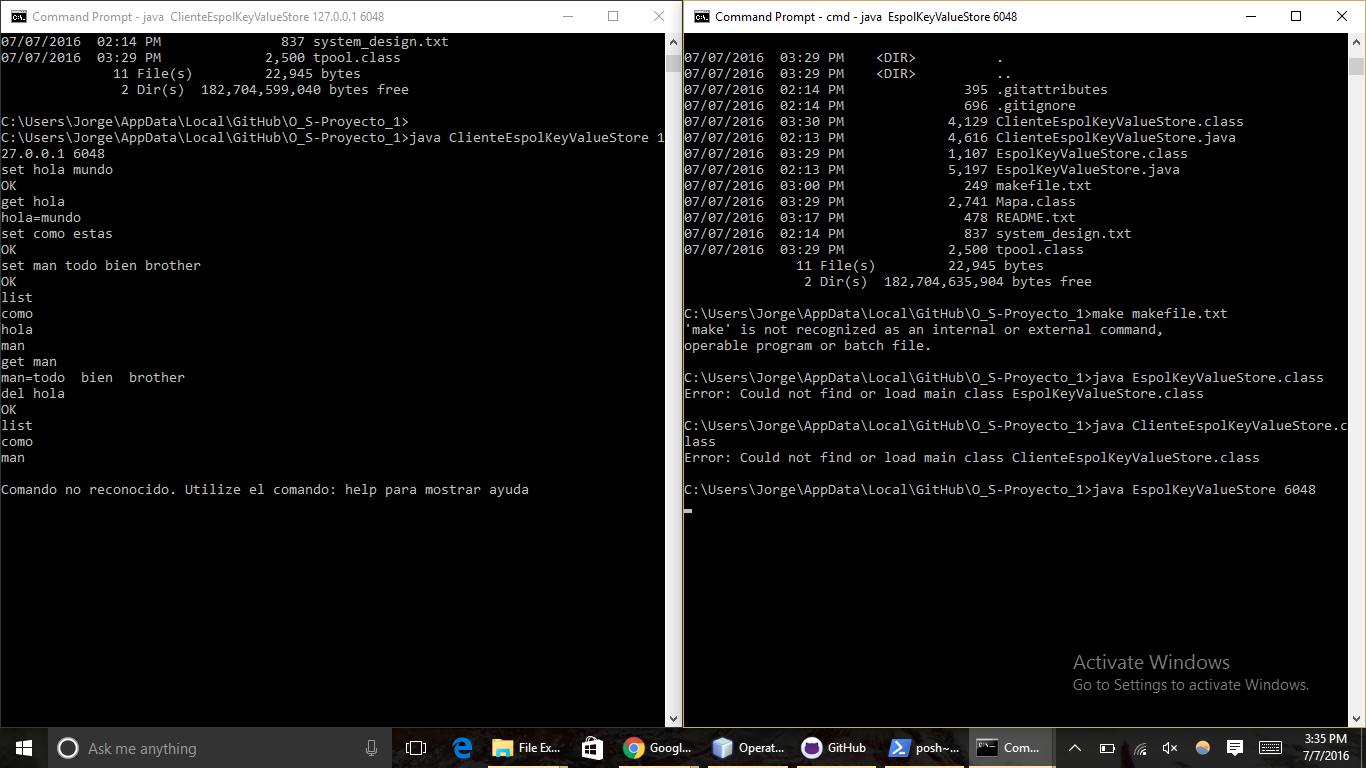 Command Prompt - java  ClienteEspolKeyValueStore 127.0.0.1 6048
07/07/2016  02:14 PM               837 system_design.txt
07/07/2016  03:29 PM             2,500 tpool.class
              11 File(s)         22,945 bytes
               2 Dir(s)  182,704,599,040 bytes free
C:\Users\Jorge\AppData\Local\GitHub\O_S-Proyecto_1>
C:\Users\Jorge\AppData\Local\GitHub\O_S-Proyecto_1>java ClienteEspolKeyValueStore 1
27.0.0.1 6048
set hola mundo
OK
get hola
hola=mundo
set como estas
OK
set man todo bien brother
OK
list
como
hola
man
get man
man=todo  bien  brother
del hola
OK
list
como
man
Comando no reconocido. Utilize el comando: help para mostrar ayuda
Command Prompt - cmd - java  EspolKeyValueStore 6048
07/07/2016  03:29 PM    <DIR>          .
07/07/2016  03:29 PM    <DIR>          ..
07/07/2016  02:14 PM               395 .gitattributes
07/07/2016  02:14 PM               696 .gitignore
07/07/2016  03:30 PM             4,129 ClienteEspolKeyValueStore.class
07/07/2016  02:13 PM             4,616 ClienteEspolKeyValueStore.java
07/07/2016  03:29 PM             1,107 EspolKeyValueStore.class
07/07/2016  02:13 PM             5,197 EspolKeyValueStore.java
07/07/2016  03:00 PM               249 makefile.txt
07/07/2016  03:29 PM             2,741 Mapa.class
07/07/2016  03:17 PM               478 README.txt
07/07/2016  02:14 PM               837 system_design.txt
07/07/2016  03:29 PM             2,500 tpool.class
              11 File(s)         22,945 bytes
               2 Dir(s)  182,704,635,904 bytes free
C:\Users\Jorge\AppData\Local\GitHub\O_S-Proyecto_1>make makefile.txt
'make' is not recognized as an internal or external command,
operable program or batch file.
C:\Users\Jorge\AppData\Local\GitHub\O_S-Proyecto_1>java EspolKeyValueStore.class
Error: Could not find or load main class EspolKeyValueStore.class
C:\Users\Jorge\AppData\Local\GitHub\O_S-Proyecto_1>java ClienteEspolKeyValueStore.c
lass
Error: Could not find or load main class ClienteEspolKeyValueStore.class
C:\Users\Jorge\AppData\Local\GitHub\O_S-Proyecto_1>java EspolKeyValueStore 6048
Activate Windows
Go to Settings to activate Windows.
Ask me anything
File Ex...
Googl...
Operat...
GitHub
posh~...
Com...
3:35 PM
7/7/2016